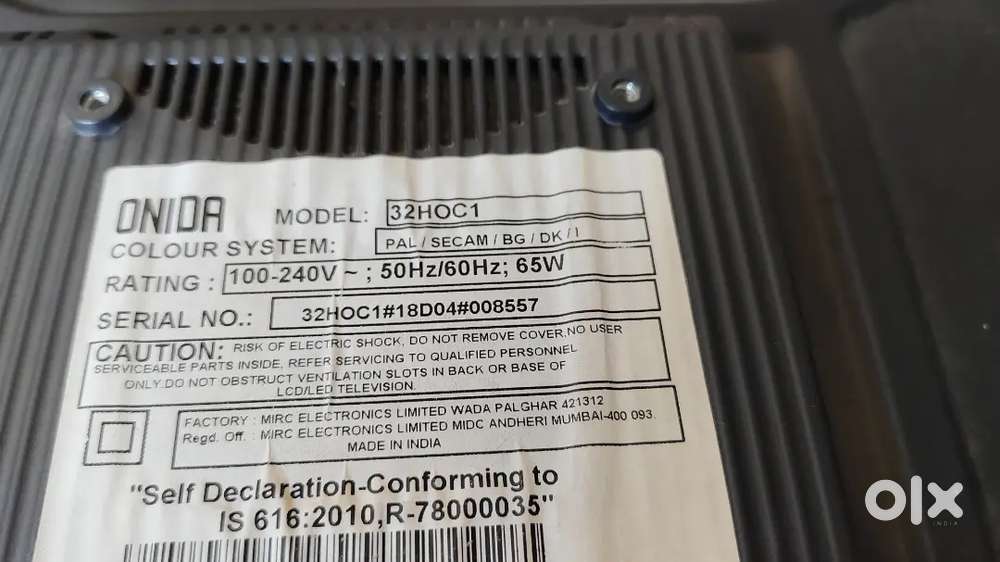 ONIDA MODEL: 32HOC1
COLOUR SYSTEM: PAL / SECAM / BG / DK / I
RATING : 100-240V ~ ; 50Hz/60Hz; 65W
SERIAL NO.: 32HOC1#18D04#008557
CAUTION: RISK OF ELECTRIC SHOCK, DO NOT REMOVE COVER,NO USER
SERVICEABLE PARTS INSIDE, REFER SERVICING TO QUALIFIED PERSONNEL
ONLY.DO NOT OBSTRUCT VENTILATION SLOTS IN BACK OR BASE OF
LCD/LED TELEVISION.
FACTORY : MIRC ELECTRONICS LIMITED WADA PALGHAR 421312
Regd. Off. : MIRC ELECTRONICS LIMITED MIDC ANDHERI MUMBAI-400 093.
MADE IN INDIA
"Self Declaration-Conforming to
IS 616:2010,R-78000035"
olx
INDIA